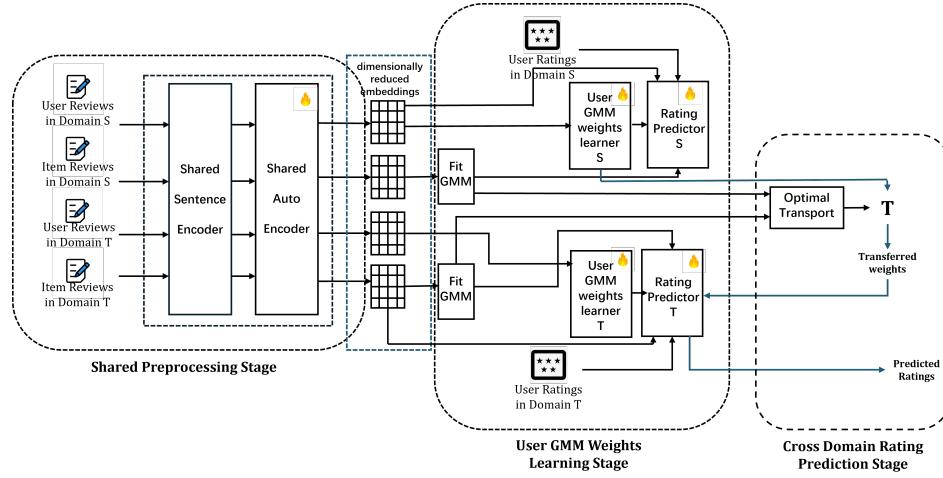 User Reviews
in Domain S
Item Reviews
in Domain S
User Reviews
in Domain T
Item Reviews
in Domain T
Shared
Sentence
Encoder
Shared
Auto
Encoder
Shared Preprocessing Stage
dimensionally
reduced
embeddings
Fit
GMM
Fit
GMM
User Ratings
in Domain S
User
GMM
weights
learner
S
Rating
Predictor
S
User
GMM
weights
learner
T
Rating
Predictor
T
User Ratings
in Domain T
User GMM Weights
Learning Stage
Optimal
Transport
T
Transferred
weights
Predicted
Ratings
Cross Domain Rating
Prediction Stage